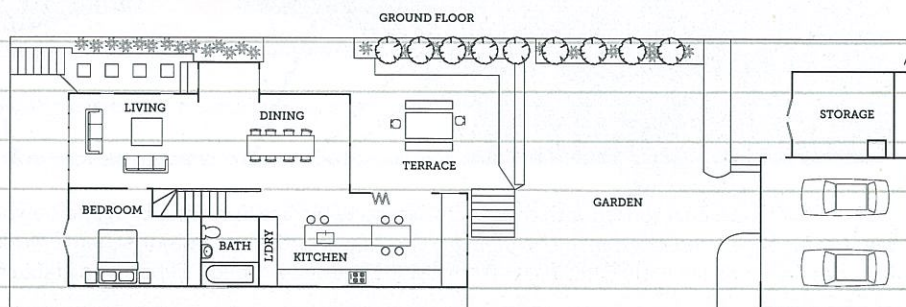 GROUND FLOOR
LIVING
DINING
TERRACE
STORAGE
BEDROOM
GARDEN
BATH
L'DRY
KITCHEN